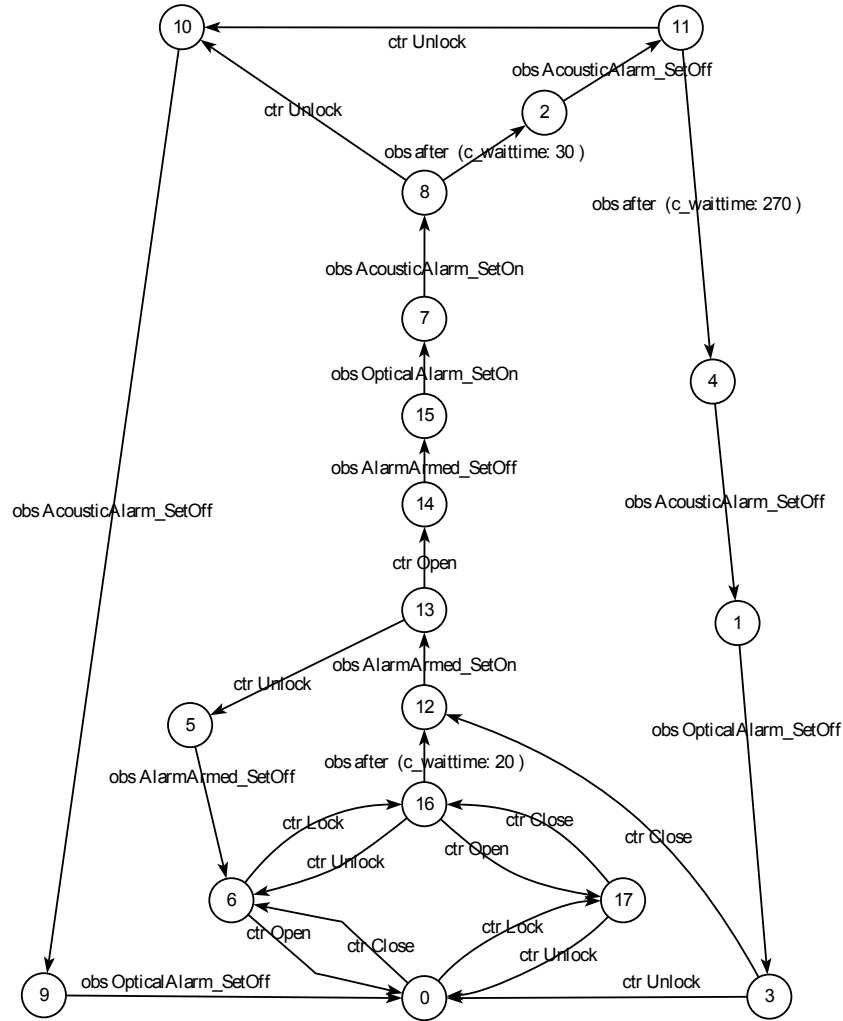 10
11
ctr Unlock
obs AcousticAlarm_SetOff
2
ctr Unlock
obs after (c_waittime: 30 )
8
obs after (c_waittime: 270 )
obs AcousticAlarm_SetOn
7
obs OpticalAlarm_SetOn
4
15
obs AlarmArmed_SetOff
14
obs AcousticAlarm_SetOff
obs AcousticAlarm_SetOff
ctr Open
13
1
obs AlarmArmed_SetOn
ctr Unlock
12
5
obs OpticalAlarm_SetOff
obs after (c_waittime: 20 )
obs AlarmArmed_SetOff
16
ctr Lock
ctr Close
ctr Close
ctr Unlock
ctr Open
6
17
ctr Open
ctr Close
ctr Lock
ctr Unlock
obs OpticalAlarm_SetOff
ctr Unlock
9
0
3